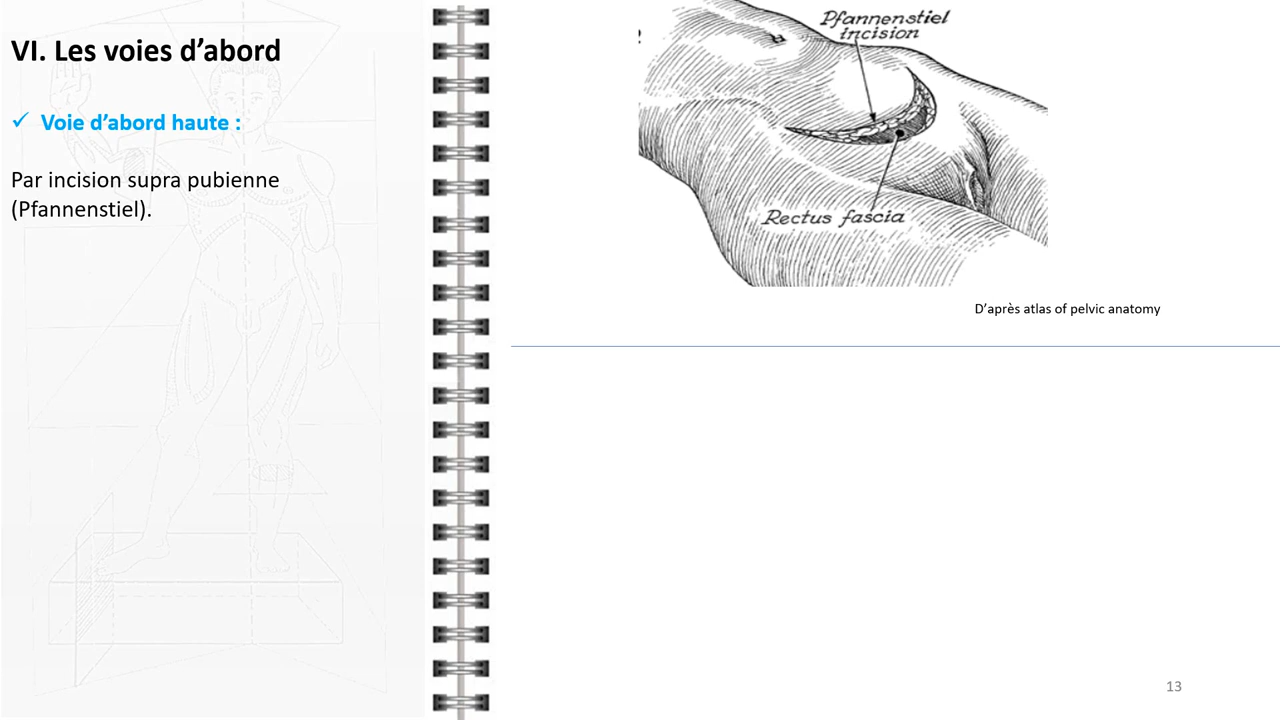 VI. Les voies d’abord
✓ Voie d’abord haute :
Par incision supra pubienne
(Pfannenstiel).
Pfannenstiel
incision
Rectus fascia
D’après atlas of pelvic anatomy
13